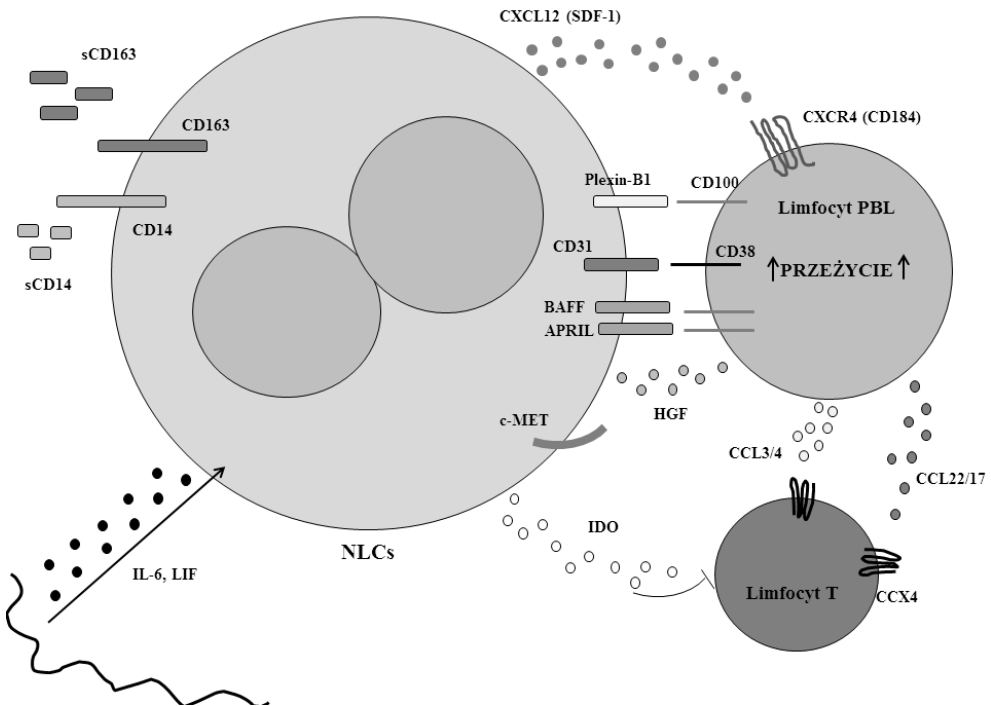 CXCL12 (SDF-1)
sCD163
CXCR4 (CD184)
CD163
Plexin-B1
CD100
Limfocyt PBL
CD14
CD31
CD38
PRZEŻYCIE
sCD14
BAFF
APRIL
HGF
c-MET
CCL3/4
CCL22/17
IDO
NLCs
IL-6, LIF
Limfocyt T
CCX4